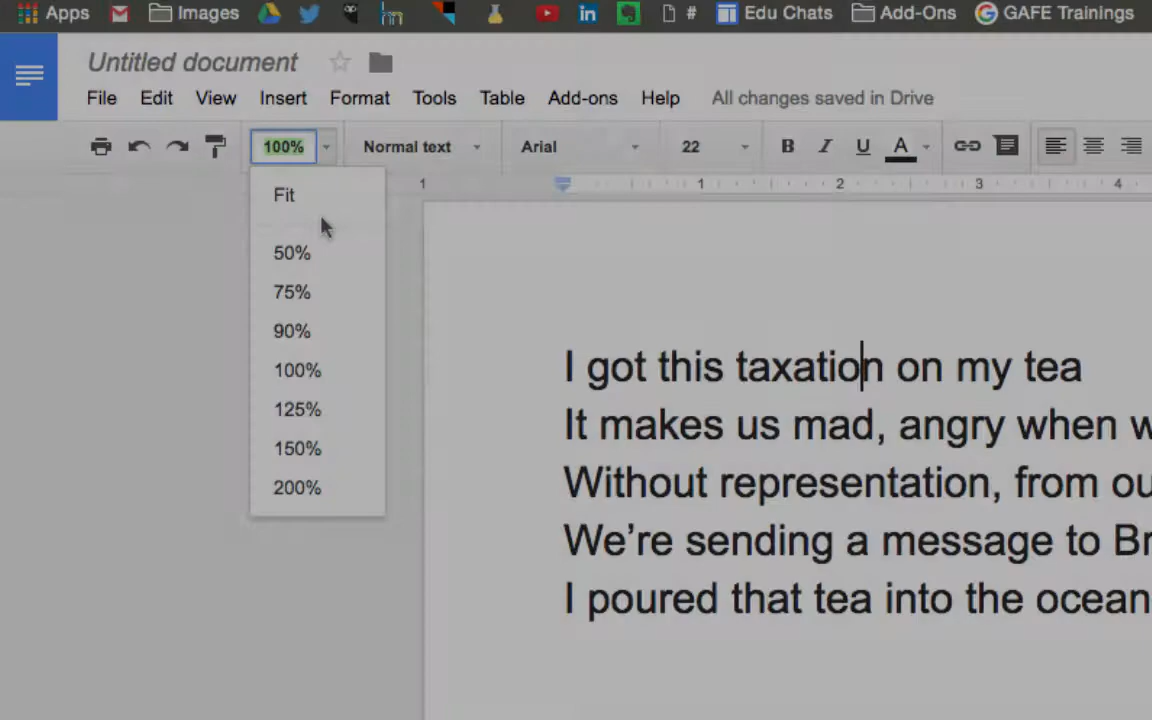 Apps Images # Edu Chats Add-Ons GAFE Trainings
Untitled document
File Edit View Insert Format Tools Table Add-ons Help All changes saved in Drive
100% Normal text Arial 22 B I U A
1 1 2 3 4
Fit
50%
75%
90%
100%
125%
150%
200%
I got this taxation on my tea
It makes us mad, angry when
Without representation, from
We’re sending a message to
I poured that tea into the ocean